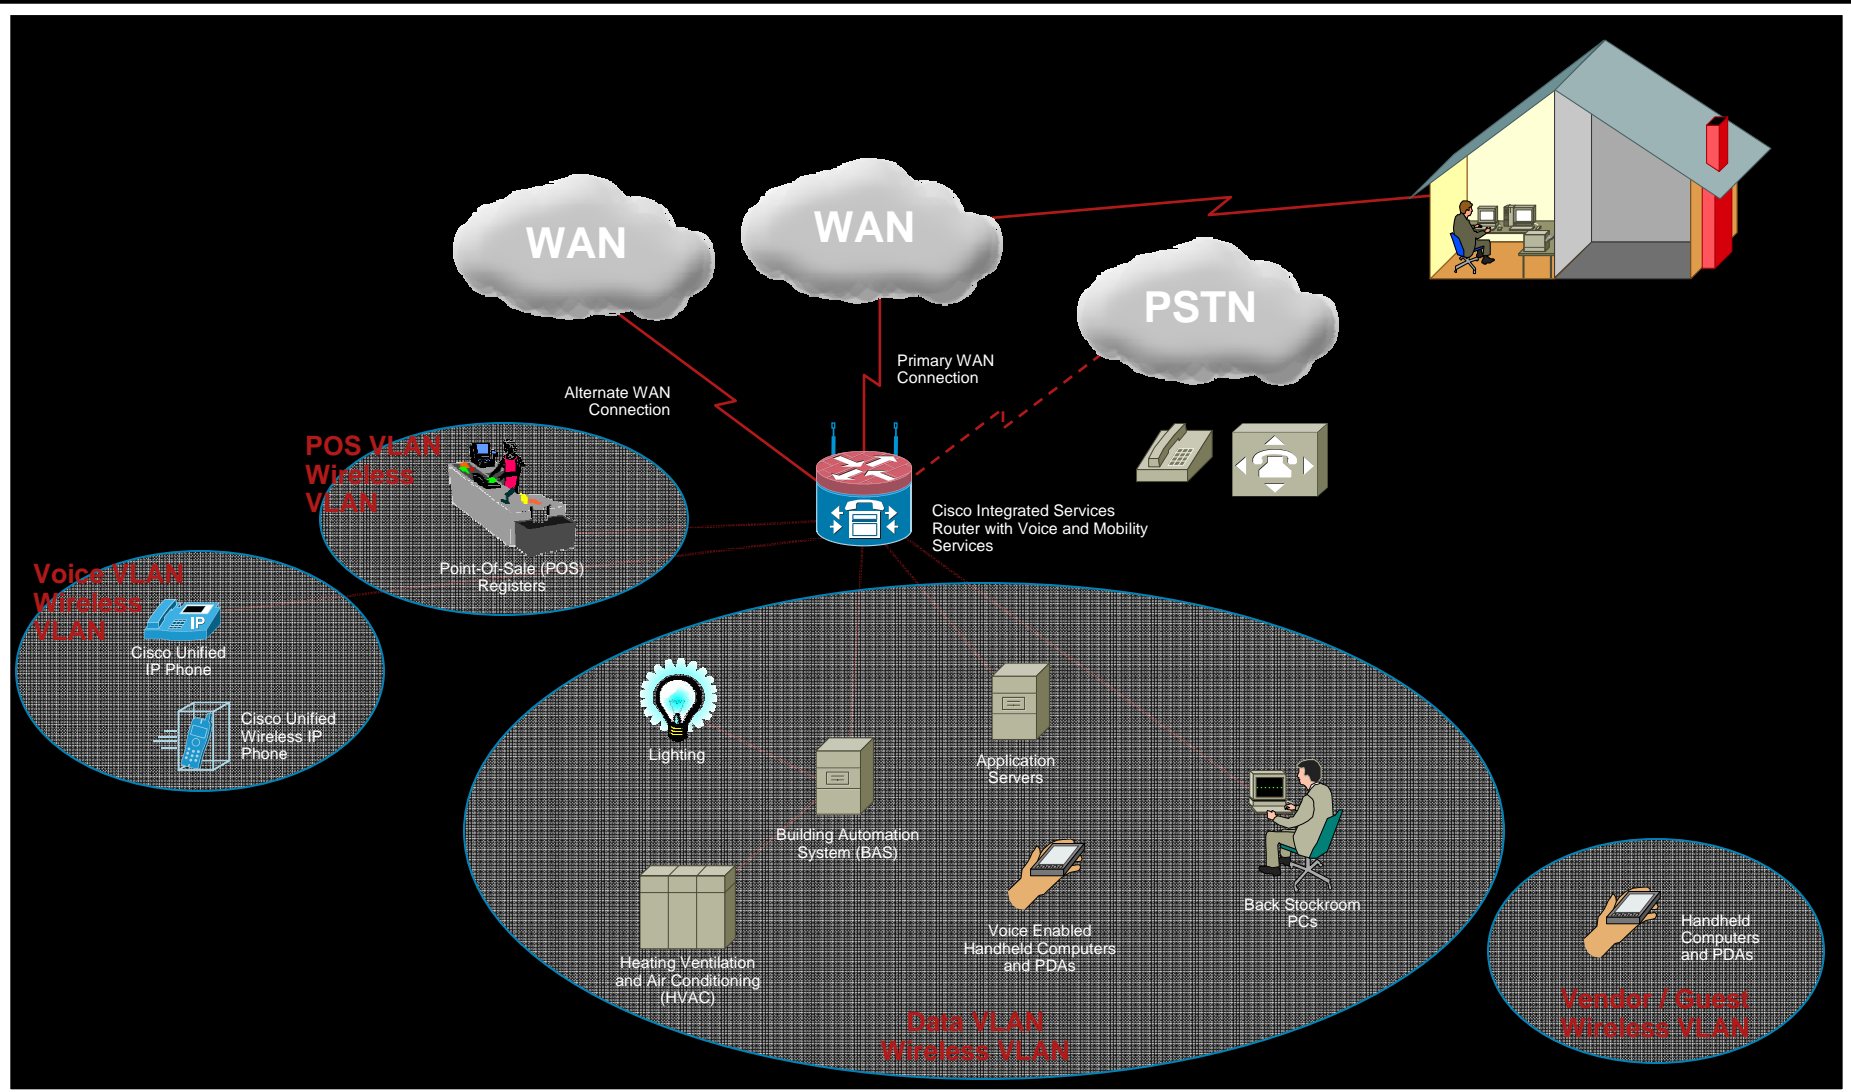 WAN
WAN
PSTN
Primary WAN
Connection
Alternate WAN
Connection
POS VLAN
Wireless
VLAN
Point-Of-Sale (POS)
Registers
Cisco Integrated Services
Router with Voice and Mobility
Services
Voice VLAN
Wireless
VLAN
IP
Cisco Unified
IP Phone
Cisco Unified
Wireless IP
Phone
Lighting
Application
Servers
Building Automation
System (BAS)
Back Stockroom
PCs
Voice Enabled
Handheld Computers
and PDAs
Heating Ventilation
and Air Conditioning
(HVAC)
Data VLAN
Wireless VLAN
Handheld
Computers
and PDAs
Vendor / Guest
Wireless VLAN